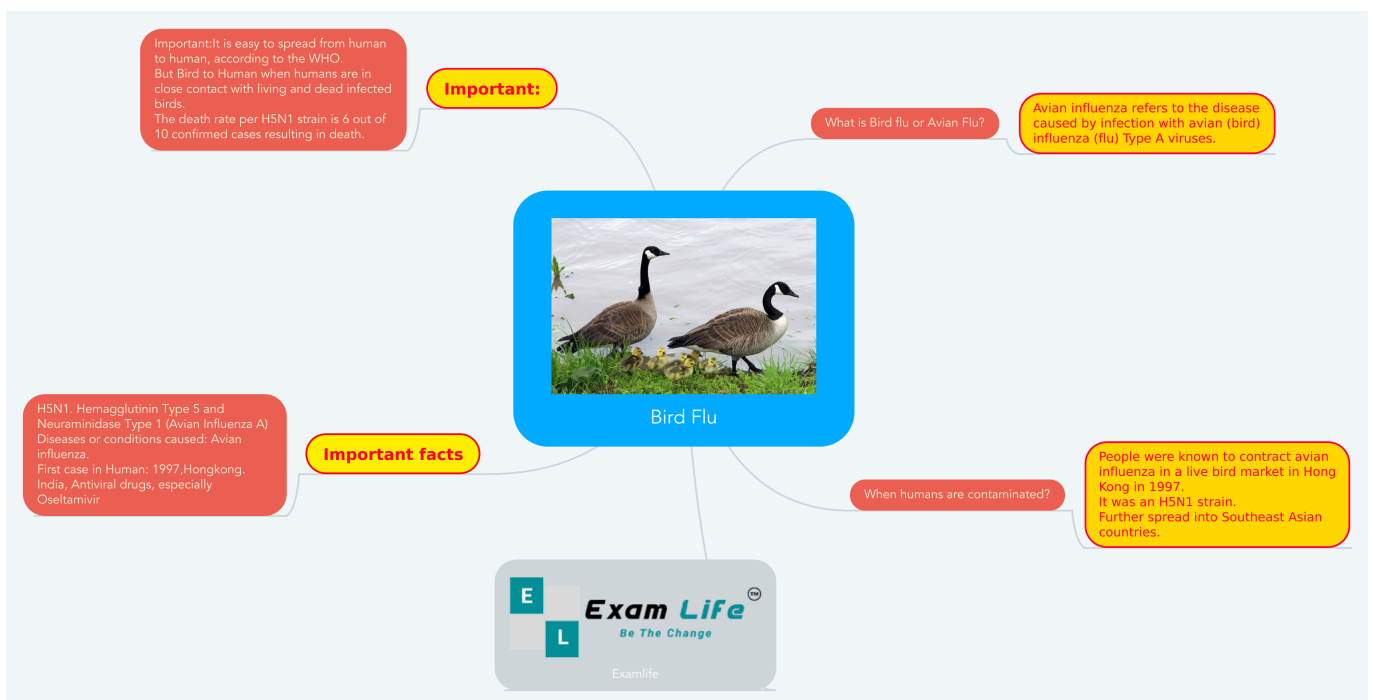 Important:It is easy to spread from human
to human, according to the WHO.
But Bird to Human when humans are in
close contact with living and dead infected
birds.
The death rate per H5N1 strain is 6 out of
10 confirmed cases resulting in death.
Important:
What is Bird flu or Avian Flu?
Avian influenza refers to the disease
caused by infection with avian (bird)
influenza (flu) Type A viruses.
Bird Flu
H5N1. Hemagglutinin Type 5 and
Neuraminidase Type 1 (Avian Influenza A)
Diseases or conditions caused: Avian
influenza.
First case in Human: 1997,Hongkong.
India, Antiviral drugs, especially
Oseltamivir
Important facts
When humans are contaminated?
People were known to contract avian
influenza in a live bird market in Hong
Kong in 1997.
It was an H5N1 strain.
Further spread into Southeast Asian
countries.
E
L
Exam Life TM
Be The Change
Examlife